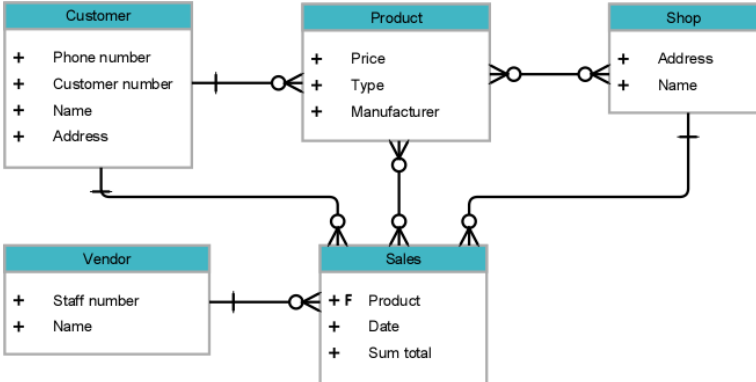 Customer
+ Phone number
+ Customer number
+ Name
+ Address
Product
+ Price
+ Type
+ Manufacturer
Shop
+ Address
+ Name
Vendor
+ Staff number
+ Name
Sales
+ F Product
+ Date
+ Sum total